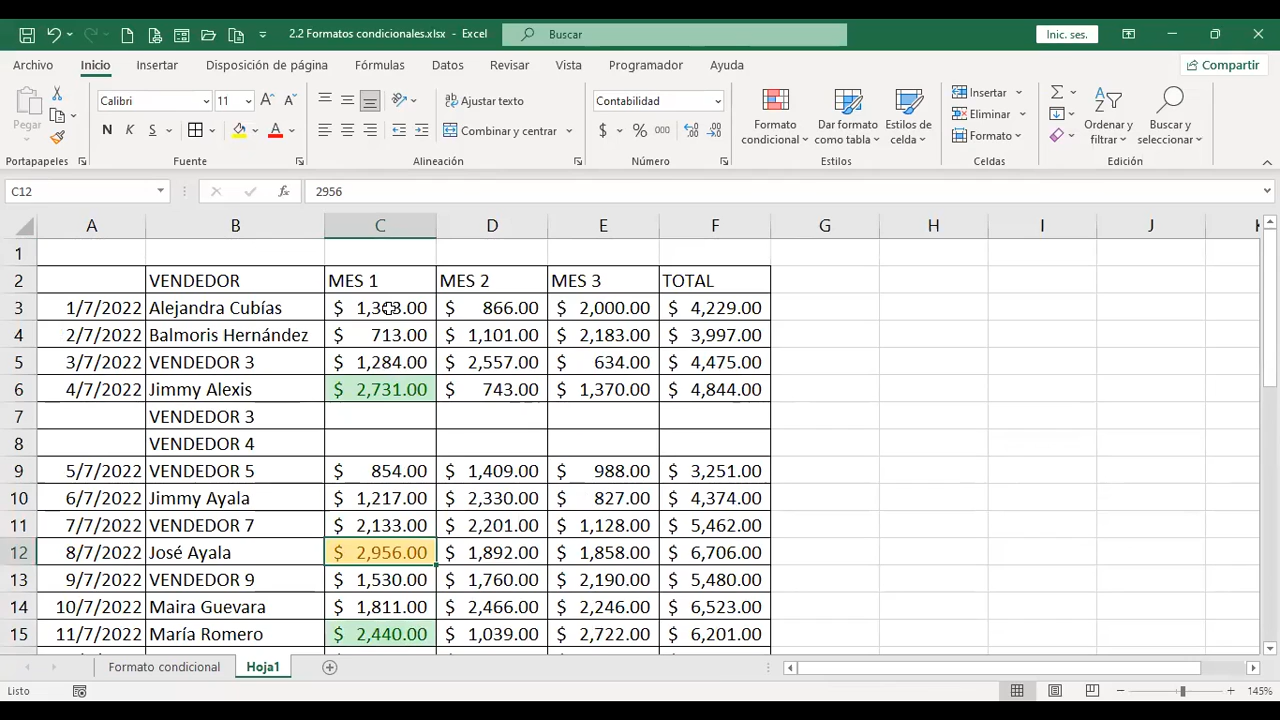 2.2 Formatos condicionales.xlsx - Excel
Buscar
Inic. ses.
Archivo Inicio Insertar Disposición de página Fórmulas Datos Revisar Vista Programador Ayuda Compartir
Pegar
Calibri 11
Ajustar texto
Combinar y centrar
Contabilidad
$ % 000
Formato condicional
Dar formato como tabla
Estilos de celda
Insertar
Eliminar
Formato
Ordenar y filtrar
Buscar y seleccionar
N K S
Portapapeles Fuente Alineación Número Estilos Celdas Edición
C12 fx 2956
A B C D E F G H I J
1
2 VENDEDOR MES 1 MES 2 MES 3 TOTAL
3 1/7/2022 Alejandra Cubías $ 866.00 $ 2,000.00 $ 4,229.00
4 2/7/2022 Balmoris Hernández $ 713.00 $ 1,101.00 $ 2,183.00 $ 3,997.00
5 3/7/2022 VENDEDOR 3 $ 1,284.00 $ 2,557.00 $ 634.00 $ 4,475.00
6 4/7/2022 Jimmy Alexis $ 2,731.00 $ 743.00 $ 1,370.00 $ 4,844.00
7 VENDEDOR 3
8 VENDEDOR 4
9 5/7/2022 VENDEDOR 5 $ 854.00 $ 1,409.00 $ 988.00 $ 3,251.00
10 6/7/2022 Jimmy Ayala $ 1,217.00 $ 2,330.00 $ 827.00 $ 4,374.00
11 7/7/2022 VENDEDOR 7 $ 2,133.00 $ 2,201.00 $ 1,128.00 $ 5,462.00
12 8/7/2022 José Ayala $ 2,956.00 $ 1,892.00 $ 1,858.00 $ 6,706.00
13 9/7/2022 VENDEDOR 9 $ 1,530.00 $ 1,760.00 $ 2,190.00 $ 5,480.00
14 10/7/2022 Maira Guevara $ 1,811.00 $ 2,466.00 $ 2,246.00 $ 6,523.00
15 11/7/2022 María Romero $ 2,440.00 $ 1,039.00 $ 2,722.00 $ 6,201.00
Formato condicional Hoja1
Listo 145%